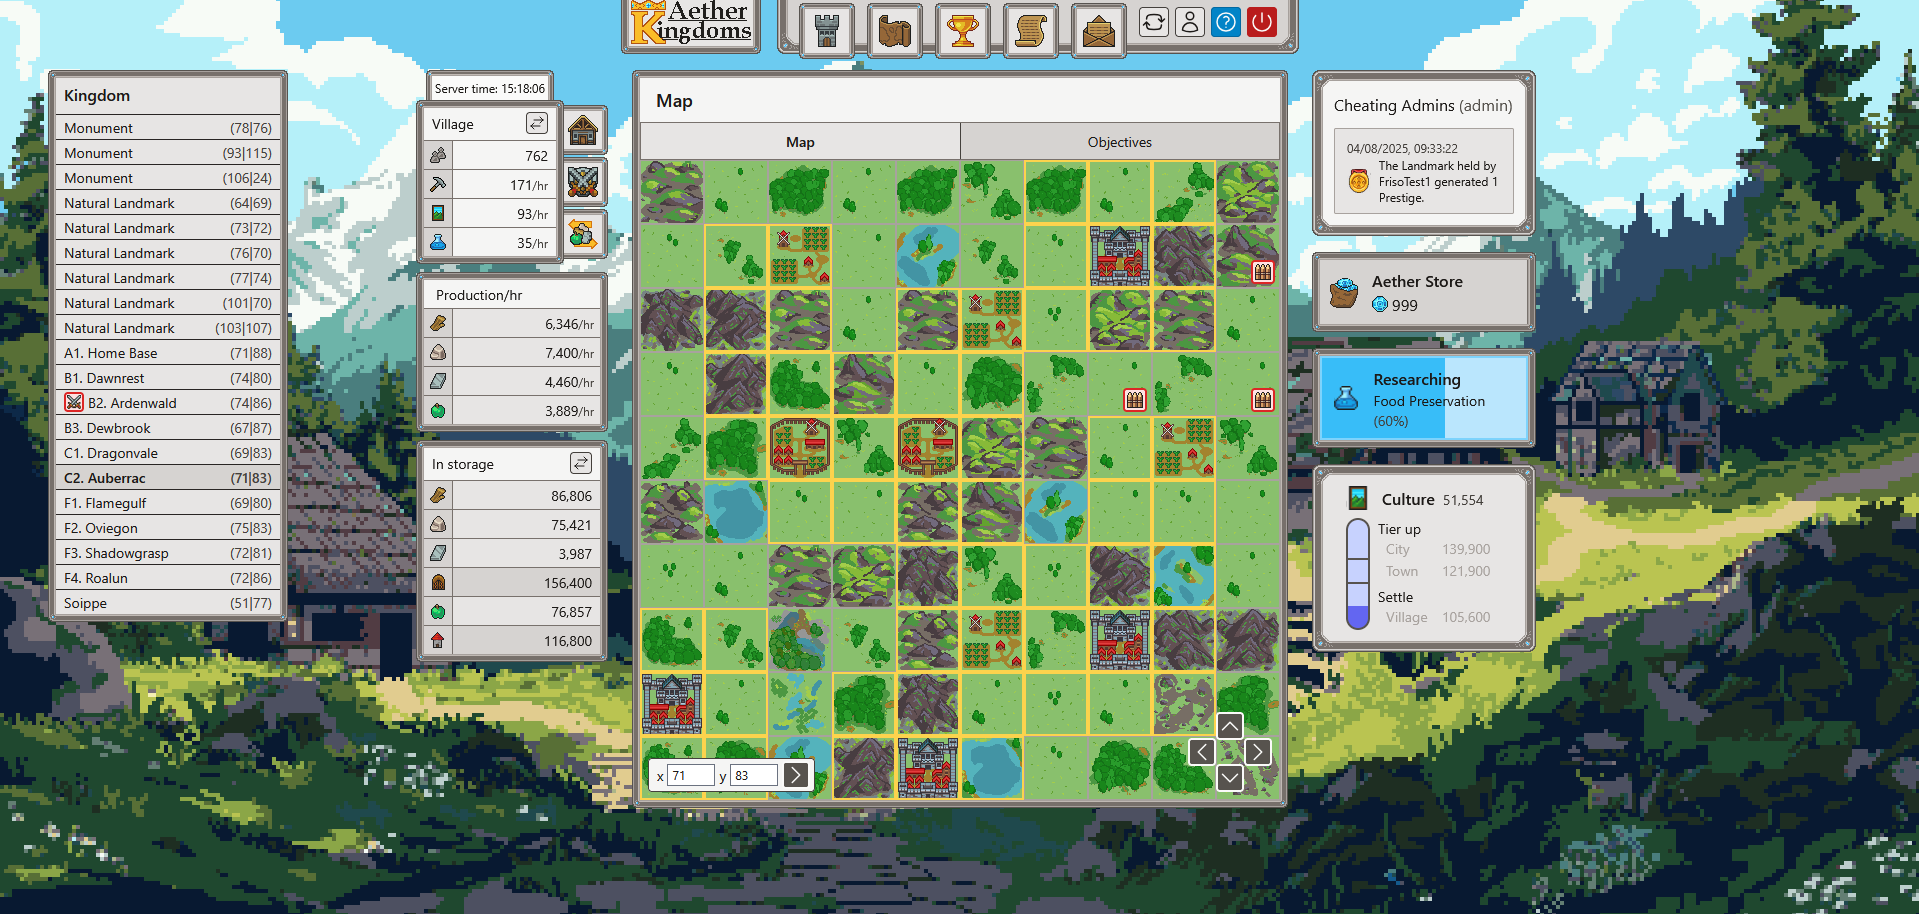 Aether
Kingdoms
Kingdom
Monument (78|76)
Monument (93|115)
Monument (106|24)
Natural Landmark (64|69)
Natural Landmark (73|72)
Natural Landmark (76|70)
Natural Landmark (77|74)
Natural Landmark (101|70)
Natural Landmark (103|107)
A1. Home Base (71|88)
B1. Dawnrest (74|80)
B2. Ardenwald (74|86)
B3. Dewbrook (67|87)
C1. Dragonvale (69|83)
C2. Auberrac (71|83)
F1. Flamegulf (69|80)
F2. Oviegon (75|83)
F3. Shadowgrasp (72|81)
F4. Roalun (72|86)
Soippe (51|77)
Server time: 15:18:06
Village
762
171/hr
93/hr
35/hr
Production/hr
6,346/hr
7,400/hr
4,460/hr
3,889/hr
In storage
86,806
75,421
3,987
156,400
76,857
116,800
Map
Map Objectives
x 71 y 83
Cheating Admins (admin)
04/08/2025, 09:33:22
The Landmark held by
FrisoTest1 generated 1
Prestige.
Aether Store
999
Researching
Food Preservation
(60%)
Culture 51,554
Tier up
City 139,900
Town 121,900
Settle
Village 105,600